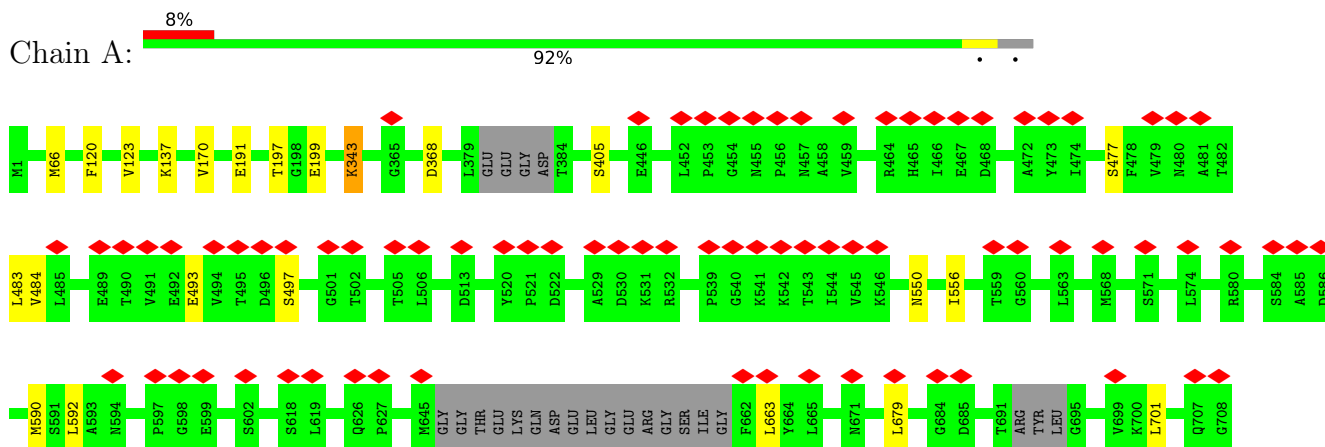 8%
Chain A:
92%
M1 M66 F120 V123 K137 V170 E191 T197 G198 E199 K343 G365 D368 L379 GLU GLU GLY ASP T384 S405 E446 L452 P453 G454 N455 P456 N457 A458 V459 R464 H465 I466 E467 D468 A472 Y473 I474 S477 F478 V479 N480 A481 T482
L483 V484 L485 E489 T490 V491 E492 E493 V494 T495 D496 S497 G501 T502 T505 L506 D513 Y520 P521 D522 A529 D530 K531 R532 P539 G540 K541 K542 T543 I544 V545 K546 N550 I556 T559 G560 L563 M568 S571 L574 R580 S584 A585 D586
M590 S591 L592 A593 N594 P597 G598 E599 S602 S618 L619 Q626 P627 M645 GLY GLY THR GLU LYS GLN ASP GLU LEU GLY GLU ARG GLY SER ILE GLY F662 L663 Y664 L665 N671 L679 G684 D685 T691 ARG TYR LEU G695 V699 K700 L701 Q707 G708